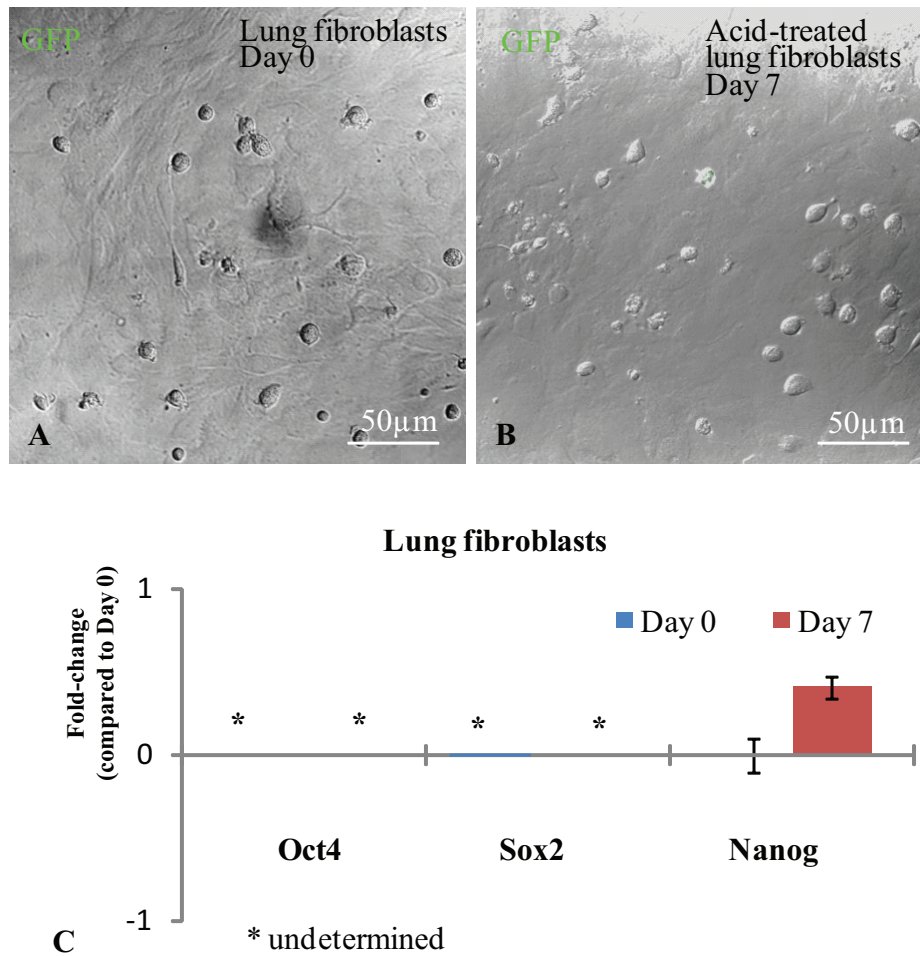 GFP
Lung fibroblasts
Day 0
A
50µm
GFP
Acid-treated
lung fibroblasts
Day 7
B
50µm
Lung fibroblasts
Fold-change
(compared to Day 0)
1
0
-1
Day 0
Day 7
* * * *
Oct4 Sox2 Nanog
C
* undetermined